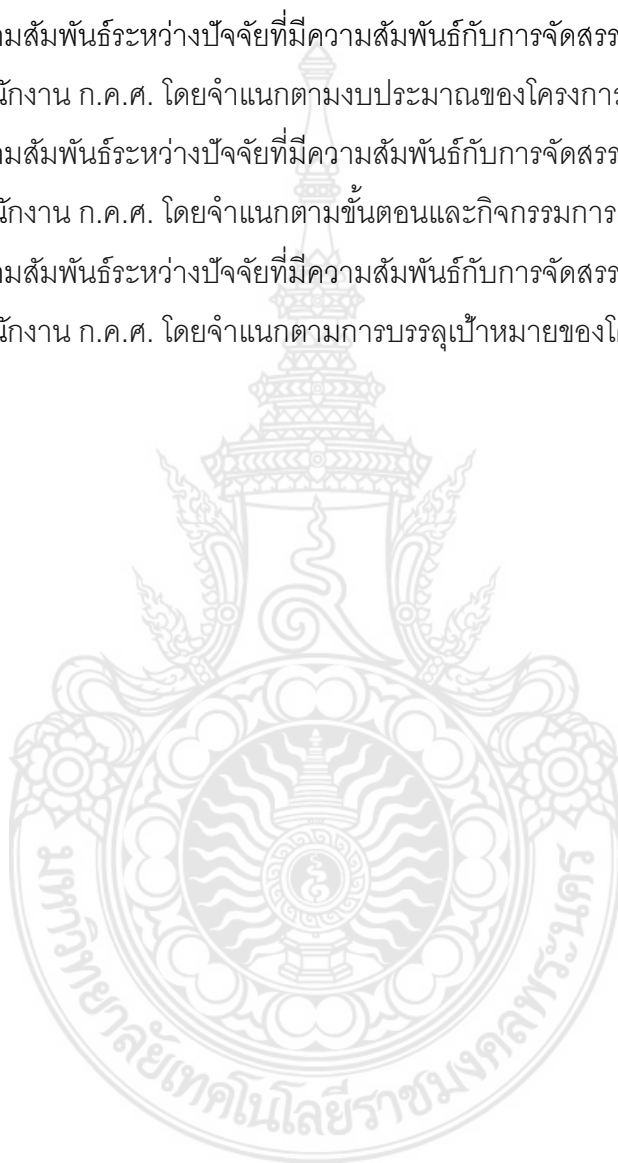 ามสัมพันธ์ระหว่างปัจจัยที่มีความสัมพันธ์กับการจัดสรร
นักงาน ก.ค.ศ. โดยจำแนกตามงบประมาณของโครงการ
ามสัมพันธ์ระหว่างปัจจัยที่มีความสัมพันธ์กับการจัดสรร
นักงาน ก.ค.ศ. โดยจำแนกตามขั้นตอนและกิจกรรมการ
ามสัมพันธ์ระหว่างปัจจัยที่มีความสัมพันธ์กับการจัดสรร
นักงาน ก.ค.ศ. โดยจำแนกตามการบรรลุเป้าหมายของโค
มหาวิทยาลัยเทคโนโลยีราชมงคลพระนคร